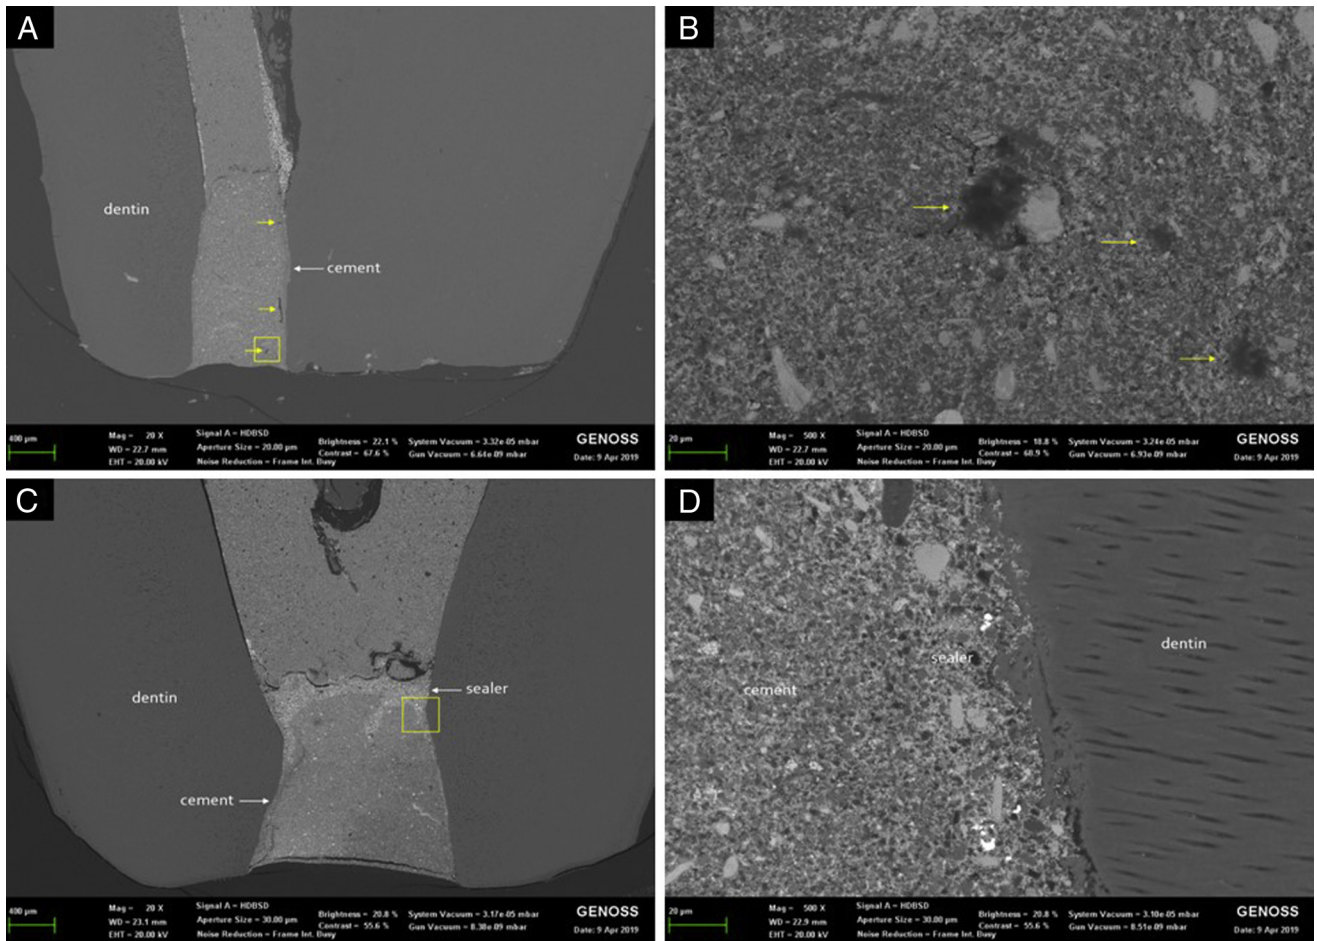 A
dentin
cement
400 µm
Mag = 20 X
WD = 22.7 mm
EHT = 20.00 kV
Signal A = HDBSD
Aperture Size = 20.00 µm
Noise Reduction = Frame Int. Busy
Brightness = 22.1 %
Contrast = 67.6 %
System Vacuum = 3.32e-05 mbar
Gun Vacuum = 6.64e-09 mbar
GENOSS
Date: 9 Apr 2019
B
20 µm
Mag = 500 X
WD = 22.7 mm
EHT = 20.00 kV
Signal A = HDBSD
Aperture Size = 20.00 µm
Noise Reduction = Frame Int. Busy
Brightness = 18.8 %
Contrast = 68.9 %
System Vacuum = 3.24e-05 mbar
Gun Vacuum = 6.93e-09 mbar
GENOSS
Date: 9 Apr 2019
C
dentin
sealer
cement
400 µm
Mag = 20 X
WD = 23.1 mm
EHT = 20.00 kV
Signal A = HDBSD
Aperture Size = 30.00 µm
Noise Reduction = Frame Int. Busy
Brightness = 20.8 %
Contrast = 55.6 %
System Vacuum = 3.17e-05 mbar
Gun Vacuum = 8.38e-09 mbar
GENOSS
Date: 9 Apr 2019
D
dentin
sealer
cement
20 µm
Mag = 500 X
WD = 22.9 mm
EHT = 20.00 kV
Signal A = HDBSD
Aperture Size = 30.00 µm
Noise Reduction = Frame Int. Busy
Brightness = 20.8 %
Contrast = 55.6 %
System Vacuum = 3.10e-05 mbar
Gun Vacuum = 8.51e-09 mbar
GENOSS
Date: 9 Apr 2019